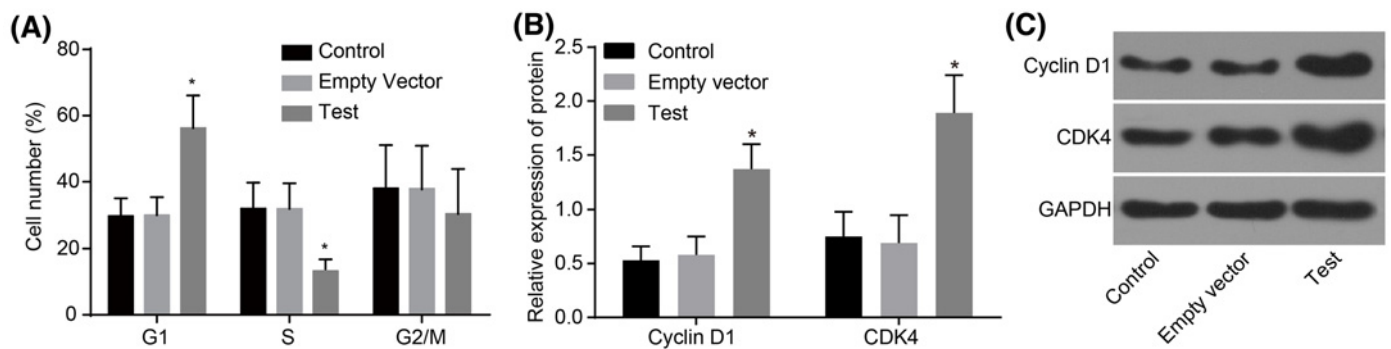 (A)
Cell number (%)
80
60
40
20
0
Control
Empty Vector
Test
*
*
G1 S G2/M
(B)
Relative expression of protein
2.5
2.0
1.5
1.0
0.5
0.0
Control
Empty vector
Test
*
*
Cyclin D1 CDK4
(C)
Cyclin D1
CDK4
GAPDH
Control
Empty vector
Test